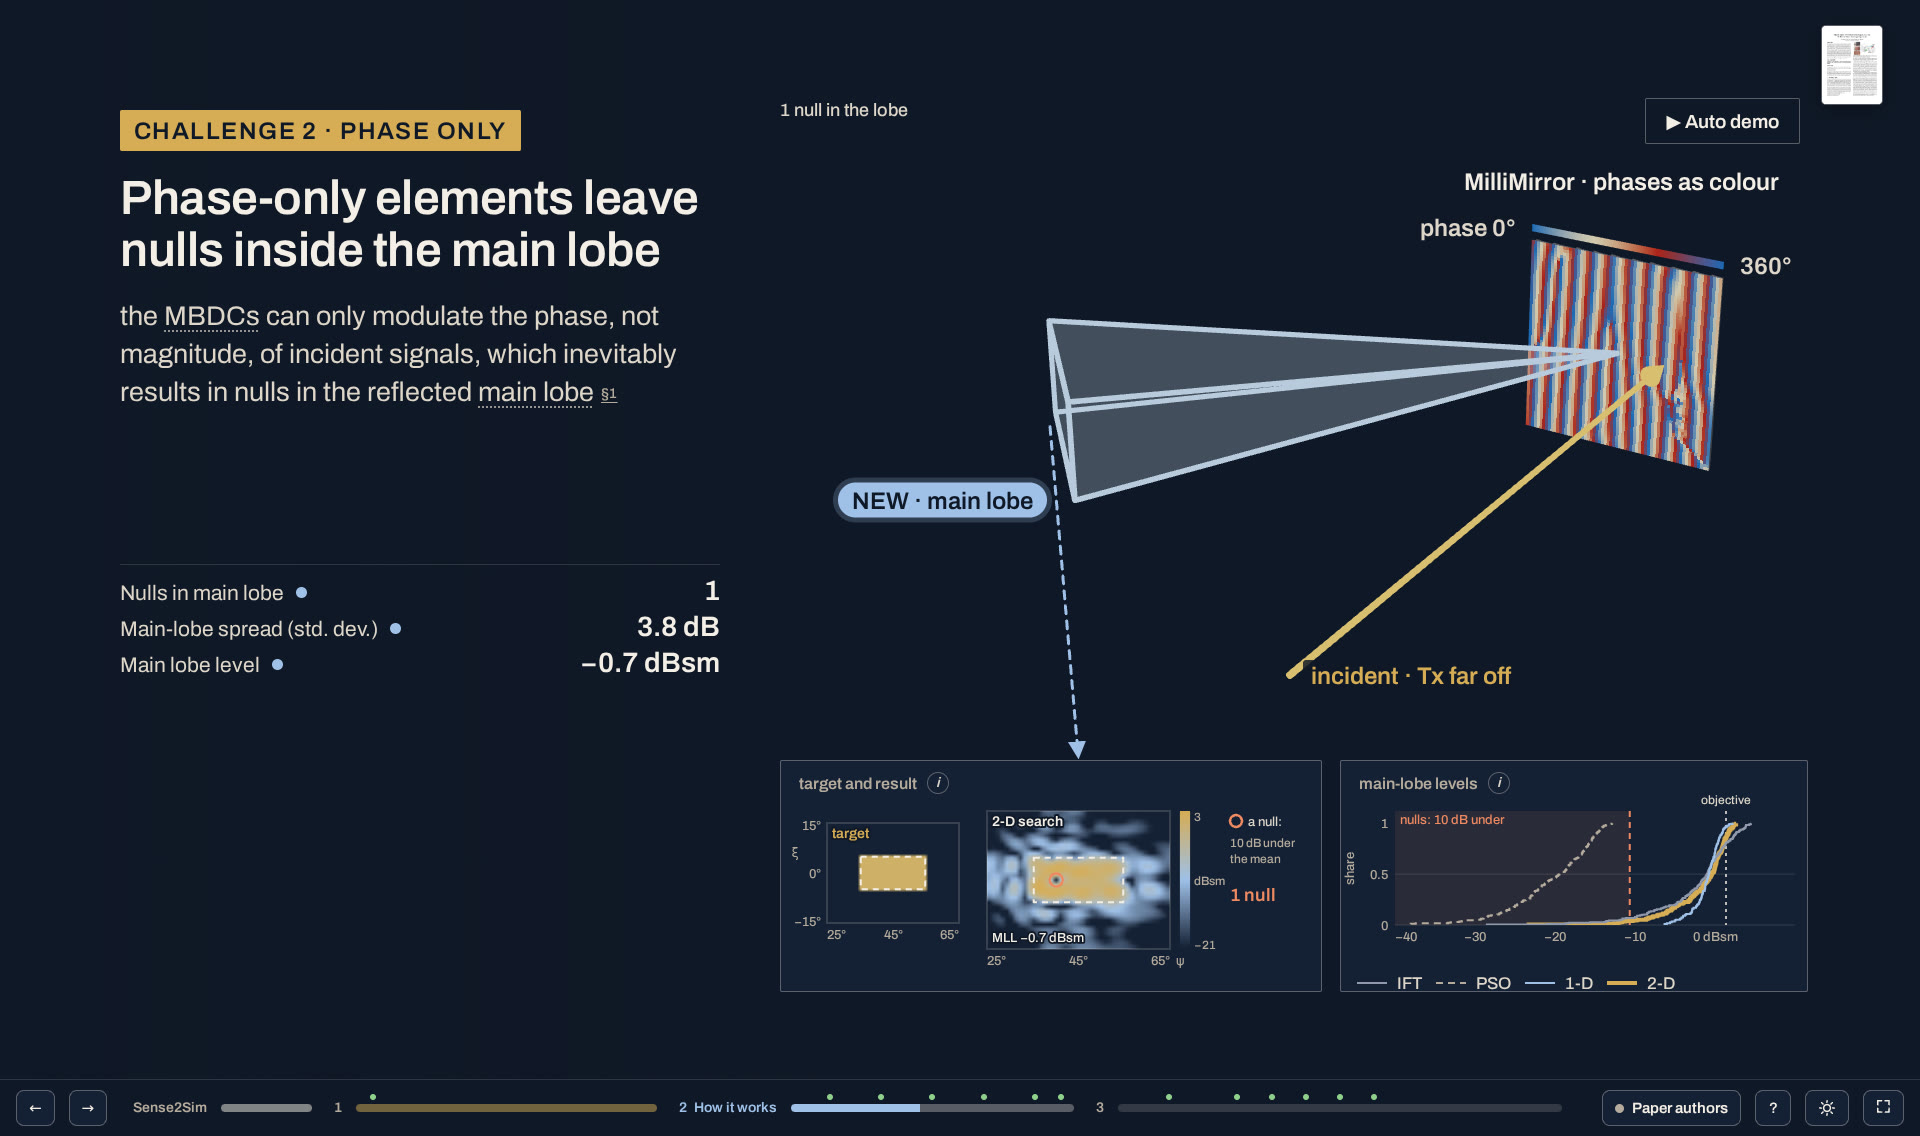 CHALLENGE 2 · PHASE ONLY
Phase-only elements leave
nulls inside the main lobe
the MBDCs can only modulate the phase, not
magnitude, of incident signals, which inevitably
results in nulls in the reflected main lobe §1
Nulls in main lobe 1
Main-lobe spread (std. dev.) 3.8 dB
Main lobe level −0.7 dBsm
1 null in the lobe
▶ Auto demo
MilliMirror · phases as colour
phase 0°
360°
NEW · main lobe
incident · Tx far off
target and result i
15°
ξ
0°
−15°
target
25° 45° 65°
2-D search
MLL −0.7 dBsm
25° 45° 65° ψ
3
dBsm
−21
a null:
10 dB under
the mean
1 null
main-lobe levels i
objective
nulls: 10 dB under
share
1
0.5
0
−40 −30 −20 −10 0 dBsm
IFT PSO 1-D 2-D
← → Sense2Sim 1 2 How it works 3 Paper authors ?